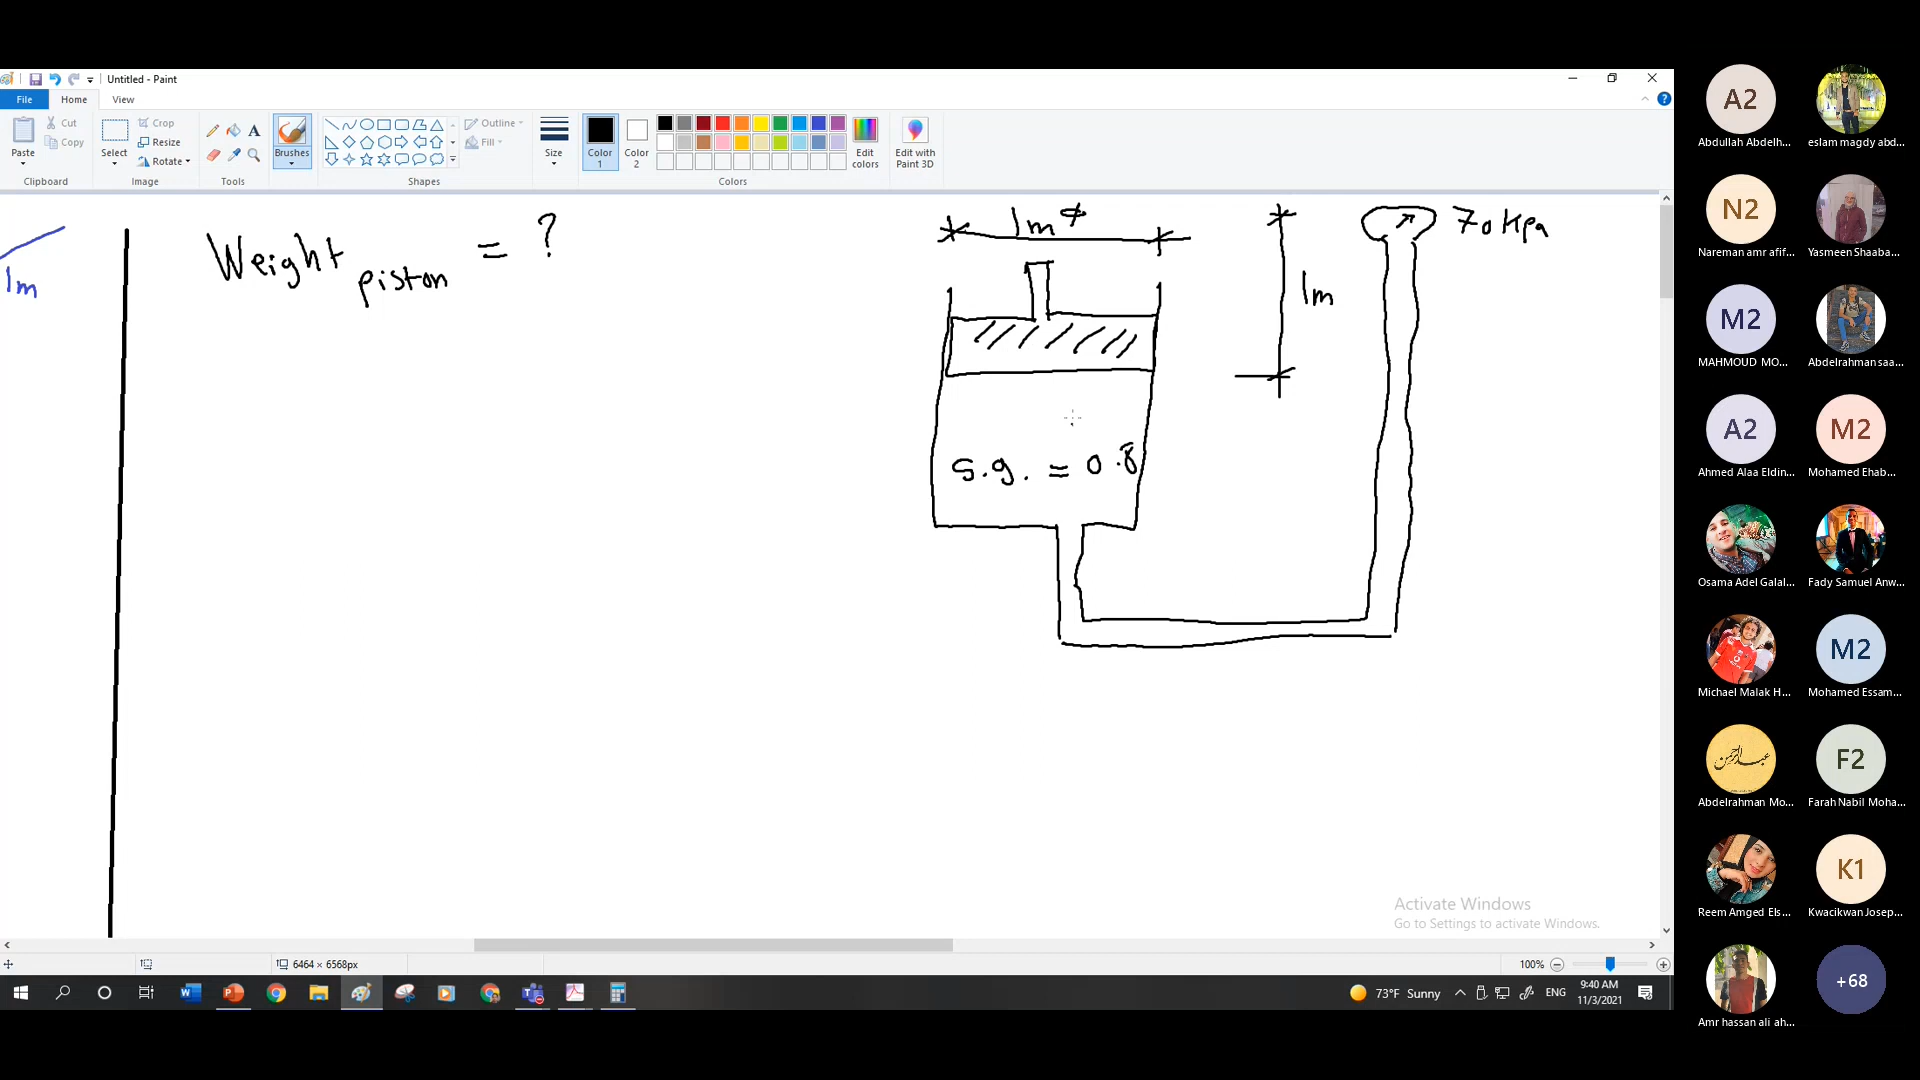 Untitled - Paint
File Home View
Paste
Cut
Copy
Clipboard
Select
Crop
Resize
Rotate
Image
Tools
Brushes
Shapes
Outline
Fill
Size
Color 1
Color 2
Colors
Edit colors
Edit with Paint 3D
1m
Weight piston = ?
1m φ
1m
70 Kpa
s.g. = 0.8
Activate Windows
Go to Settings to activate Windows.
6464 × 6568px
100%
73°F Sunny
ENG
9:40 AM
11/3/2021
A2
Abdullah Abdelh...
eslam magdy abd...
N2
Nareman amr afif...
Yasmeen Shaaba...
M2
MAHMOUD MO...
Abdelrahman saa...
A2
Ahmed Alaa Eldin...
M2
Mohamed Ehab...
Osama Adel Galal...
Fady Samuel Anw...
Michael Malak H...
M2
Mohamed Essam...
عبدالرحمن
Abdelrahman Mo...
F2
Farah Nabil Moha...
Reem Amged Els...
K1
Kwacikwan Josep...
Amr hassan ali ah...
+68